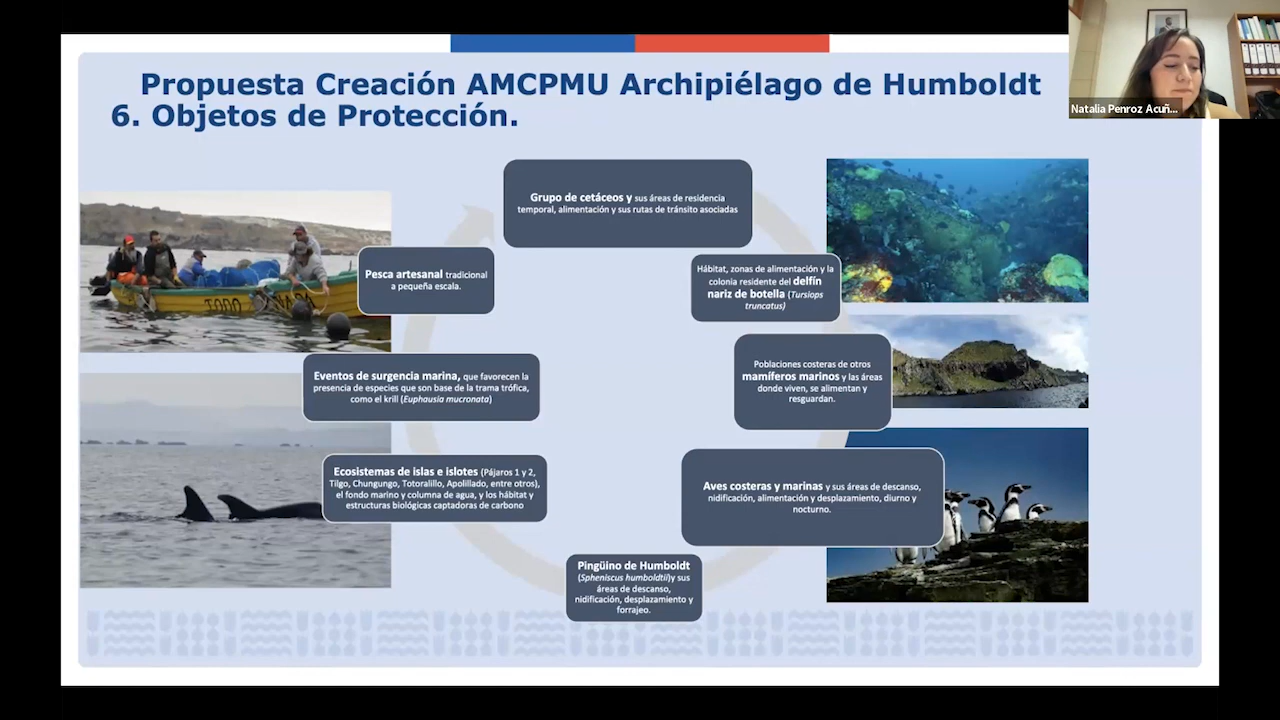 Propuesta Creación AMCPMU Archipiélago de Humboldt
6. Objetos de Protección.
Natalia Penroz Acuñ...
Grupo de cetáceos y sus áreas de residencia
temporal, alimentación y sus rutas de tránsito asociadas
Hábitat, zonas de alimentación y la
colonia residente del delfín
nariz de botella (Tursiops
truncatus)
Poblaciones costeras de otros
mamíferos marinos y las áreas
donde viven, se alimentan y
resguardan.
Aves costeras y marinas y sus áreas de descanso,
nidificación, alimentación y desplazamiento, diurno y
nocturno.
Pingüino de Humboldt
(Spheniscus humboldtii)y sus
áreas de descanso,
nidificación, desplazamiento y
forrajeo.
Ecosistemas de islas e islotes (Pájaros 1 y 2,
Tilgo, Chungungo, Totoralillo, Apolillado, entre otros),
el fondo marino y columna de agua, y los hábitat y
estructuras biológicas captadoras de carbono
Eventos de surgencia marina, que favorecen la
presencia de especies que son base de la trama trófica,
como el krill (Euphausia mucronata)
Pesca artesanal tradicional
a pequeña escala.
TODO